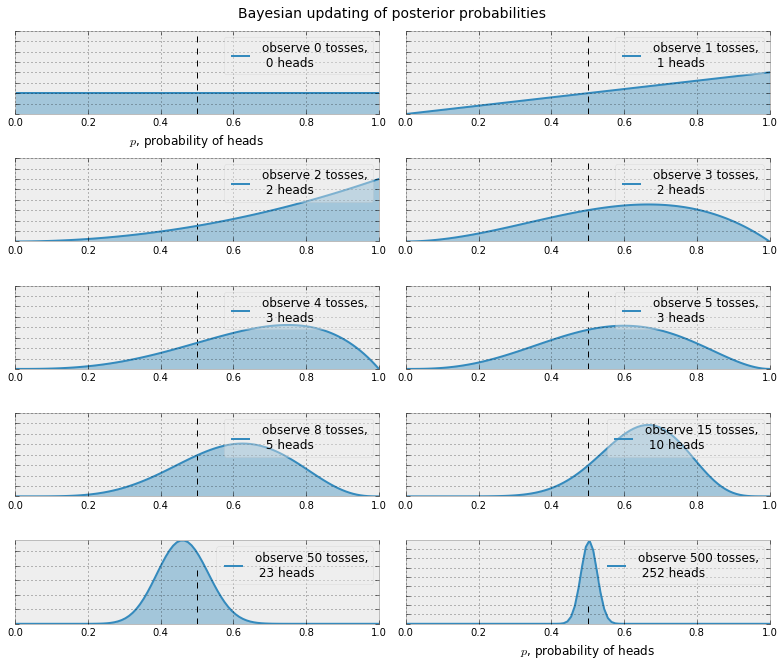 Bayesian updating of posterior probabilities
observe 0 tosses,
0 heads
0.0 0.2 0.4 0.6 0.8 1.0
p, probability of heads
observe 1 tosses,
1 heads
0.0 0.2 0.4 0.6 0.8 1.0
observe 2 tosses,
2 heads
0.0 0.2 0.4 0.6 0.8 1.0
observe 3 tosses,
2 heads
0.0 0.2 0.4 0.6 0.8 1.0
observe 4 tosses,
3 heads
0.0 0.2 0.4 0.6 0.8 1.0
observe 5 tosses,
3 heads
0.0 0.2 0.4 0.6 0.8 1.0
observe 8 tosses,
5 heads
0.0 0.2 0.4 0.6 0.8 1.0
observe 15 tosses,
10 heads
0.0 0.2 0.4 0.6 0.8 1.0
observe 50 tosses,
23 heads
0.0 0.2 0.4 0.6 0.8 1.0
observe 500 tosses,
252 heads
0.0 0.2 0.4 0.6 0.8 1.0
p, probability of heads